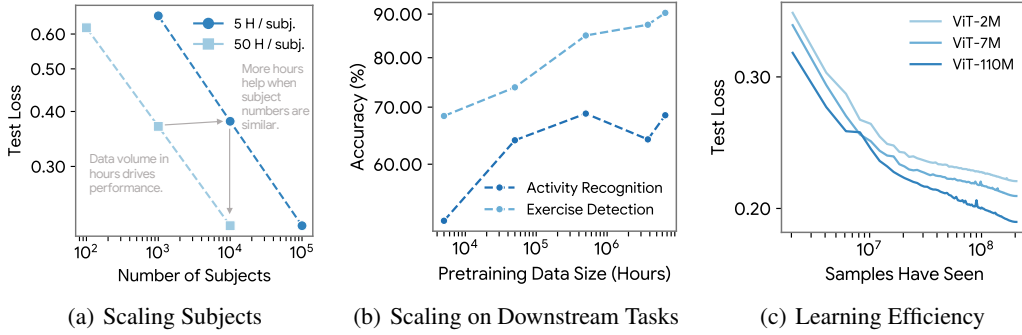 Test Loss
0.60
0.50
0.40
0.30
5 H / subj.
50 H / subj.
More hours
help when
subject
numbers are
similar.
Data volume in
hours drives
performance.
10²
10³
10⁴
10⁵
Number of Subjects
(a) Scaling Subjects
Accuracy (%)
90.00
80.00
70.00
60.00
Activity Recognition
Exercise Detection
10⁴
10⁵
10⁶
Pretraining Data Size (Hours)
(b) Scaling on Downstream Tasks
Test Loss
0.30
0.20
ViT-2M
ViT-7M
ViT-110M
10⁷
10⁸
Samples Have Seen
(c) Learning Efficiency